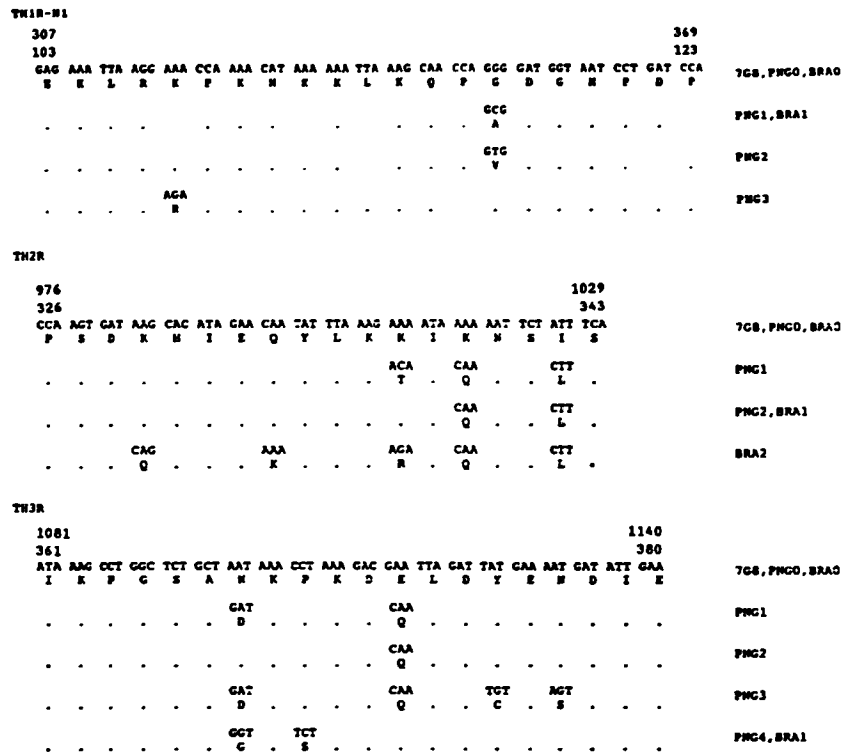 TH1R-N1
307 369
103 123
GAG AAA TTA AGG AAA CCA AAA CAT AAA AAA TTA AAG CAA CCA GGG GAT GGT AAT CCT GAT CCA 7G8,PNG0,BRA0
E K L R K P K H K K L K Q P G D G N P D P
GCG PNG1,BRA1
. . . . . . . . . . . A . . . . .
GTG PNG2
. . . . . . . . . . . . . . V . . . . .
AGA PNG3
. . . . R . . . . . . . . . . . . . . .
TH2R
976 1029
326 343
CCA AGT GAT AAG CAC ATA GAA CAA TAT TTA AAG AAA ATA AAA AAT TCT ATT TCA 7G8,PNG0,BRA0
P S D K H I E Q Y L K K I K N S I S
ACA CAA CTT PNG1
. . . . . . . . . . . T . Q . . L .
CAA CTT PNG2,BRA1
. . . . . . . . . . . . . Q . . L .
CAG AAA AGA CAA CTT BRA2
. . . Q . . . K . . . R . Q . . L .
TH3R
1081 1140
361 380
ATA AAG CCT GGC TCT GCT AAT AAA CCT AAA GAC GAA TTA GAT TAT GAA AAT GAT ATT GAA 7G8,PNG0,BRA0
I K P G S A N K P K D E L D Y E N D I E
GAT CAA PNG1
. . . . . . D . . . . Q . . . . . . . .
CAA PNG2
. . . . . . . . . . . Q . . . . . . . .
GAT CAA TGT AGT PNG3
. . . . . . D . . . . Q . . C . S . . .
GGT TCT PNG4,BRA1
. . . . . . G . S . . . . . . . . . . .